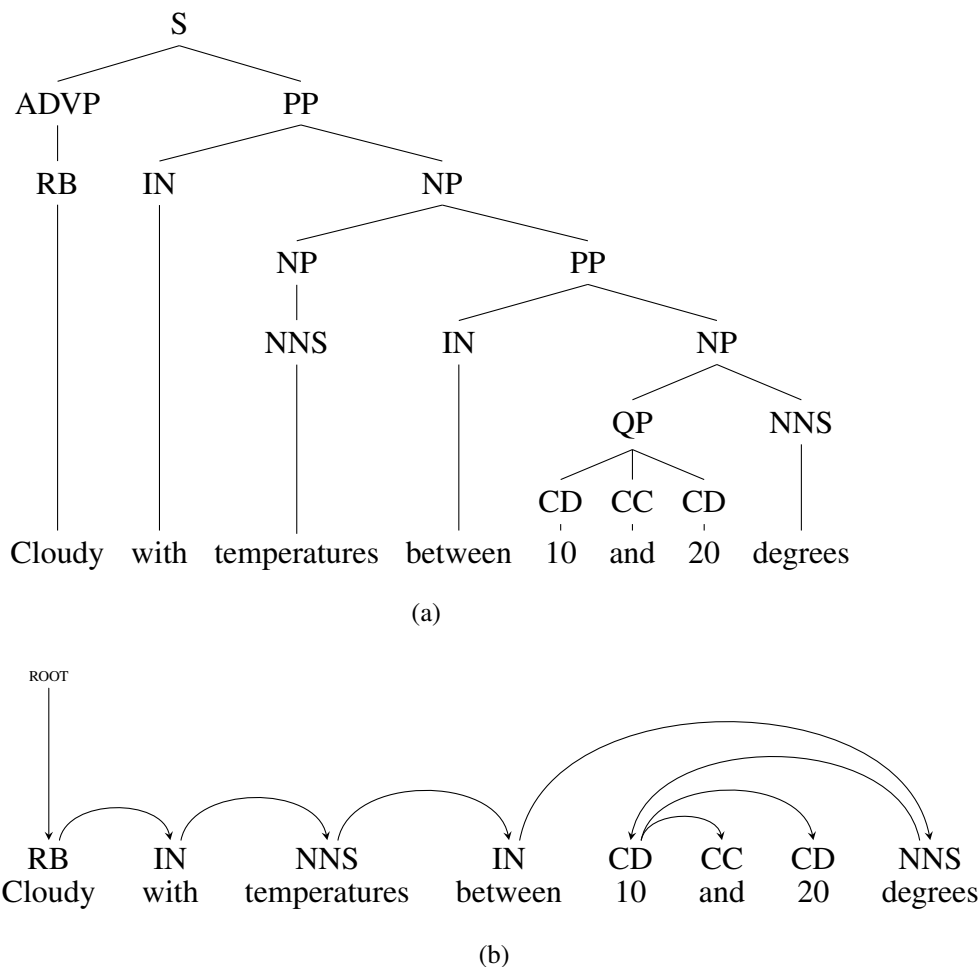 S
ADVP PP
RB IN NP
NP PP
NNS IN NP
QP NNS
CD CC CD
Cloudy with temperatures between 10 and 20 degrees
(a)
ROOT
RB IN NNS IN CD CC CD NNS
Cloudy with temperatures between 10 and 20 degrees
(b)